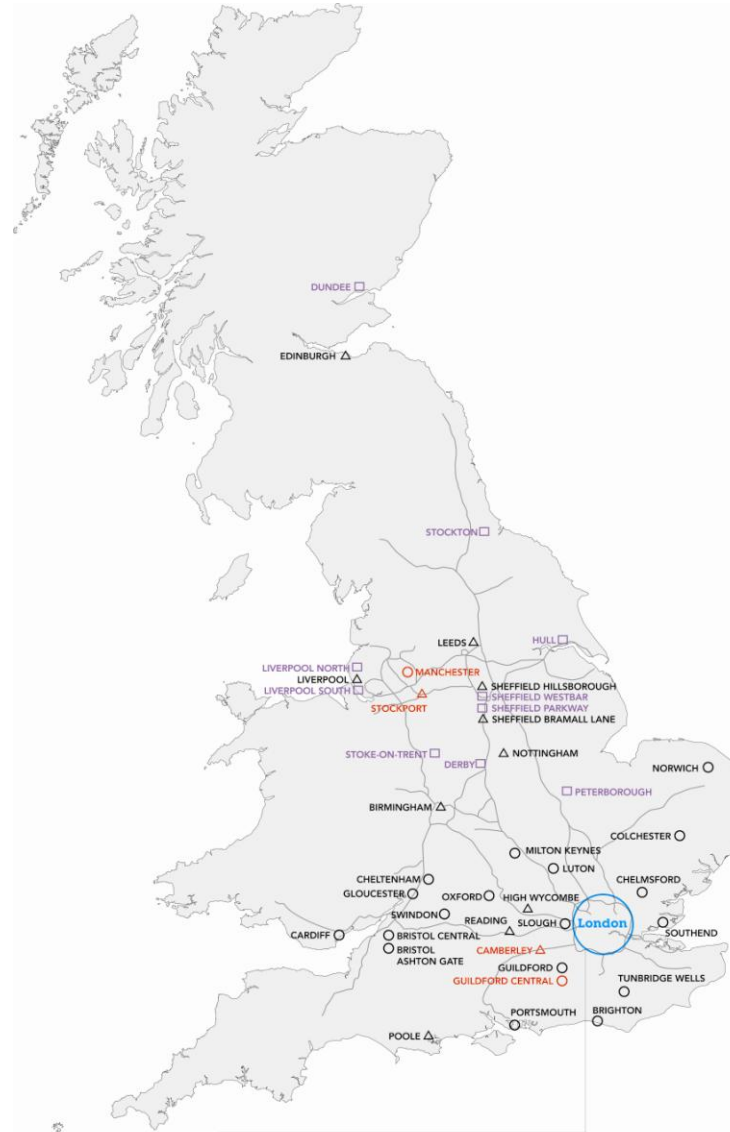 DUNDEE
EDINBURGH
STOCKTON
LEEDS
HULL
LIVERPOOL NORTH
MANCHESTER
LIVERPOOL
SHEFFIELD HILLSBOROUGH
LIVERPOOL SOUTH
SHEFFIELD WESTBAR
STOCKPORT
SHEFFIELD PARKWAY
SHEFFIELD BRAMALL LANE
STOKE-ON-TRENT
NOTTINGHAM
DERBY
NORWICH
PETERBOROUGH
BIRMINGHAM
COLCHESTER
MILTON KEYNES
LUTON
CHELTENHAM
CHELMSFORD
GLOUCESTER
OXFORD
HIGH WYCOMBE
SWINDON
READING
SLOUGH
London
SOUTHEND
CARDIFF
BRISTOL CENTRAL
BRISTOL
ASHTON GATE
CAMBERLEY
GUILDFORD
TUNBRIDGE WELLS
GUILDFORD CENTRAL
PORTSMOUTH
BRIGHTON
POOLE